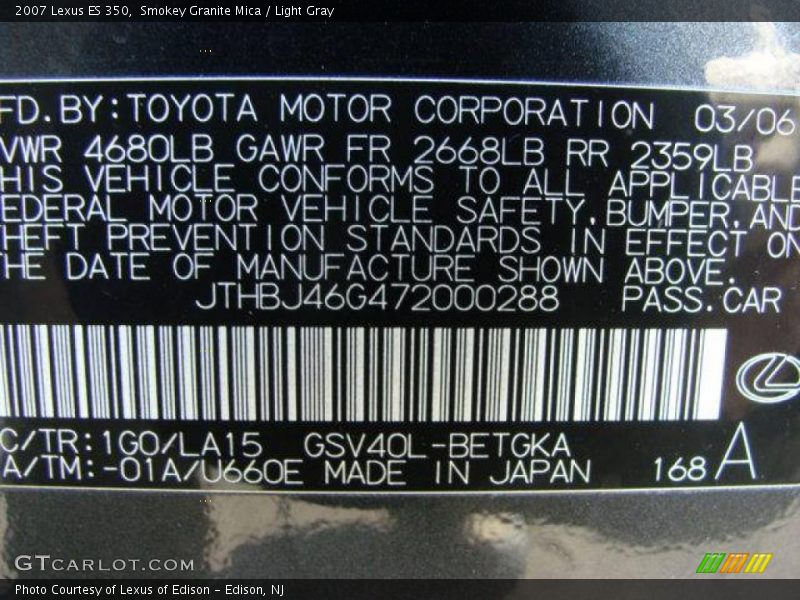 2007 Lexus ES 350,  Smokey Granite Mica / Light Gray
FD. BY: TOYOTA MOTOR CORPORATION 03/06
VWR 4680LB GAWR FR 2668LB RR 2359LB
HIS VEHICLE CONFORMS TO ALL APPLICABLE
EDERAL MOTOR VEHICLE SAFETY, BUMPER, AND
HEFT PREVENTION STANDARDS IN EFFECT ON
HE DATE OF MANUFACTURE SHOWN ABOVE.
JTHBJ46G472000288 PASS. CAR
C/TR: 1G0/LA15 GSV40L-BETGKA
A/TM: -01A/U660E MADE IN JAPAN 168 A
GTCARLOT.COM
Photo Courtesy of Lexus of Edison - Edison, NJ